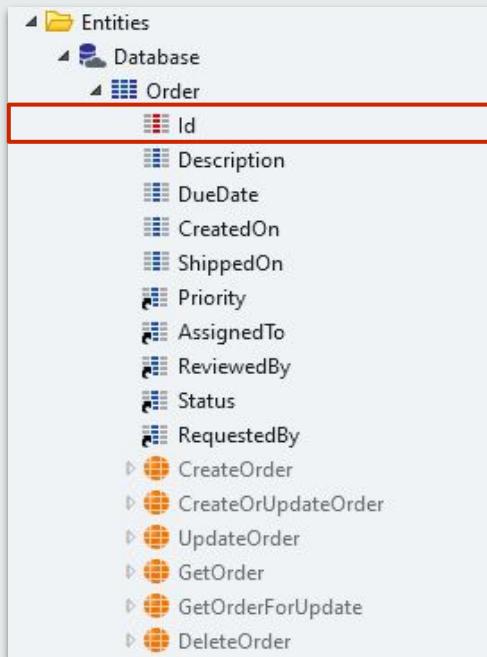 Entities
Database
Order
Id
Description
DueDate
CreatedOn
ShippedOn
Priority
AssignedTo
ReviewedBy
Status
RequestedBy
CreateOrder
CreateOrUpdateOrder
UpdateOrder
GetOrder
GetOrderForUpdate
DeleteOrder